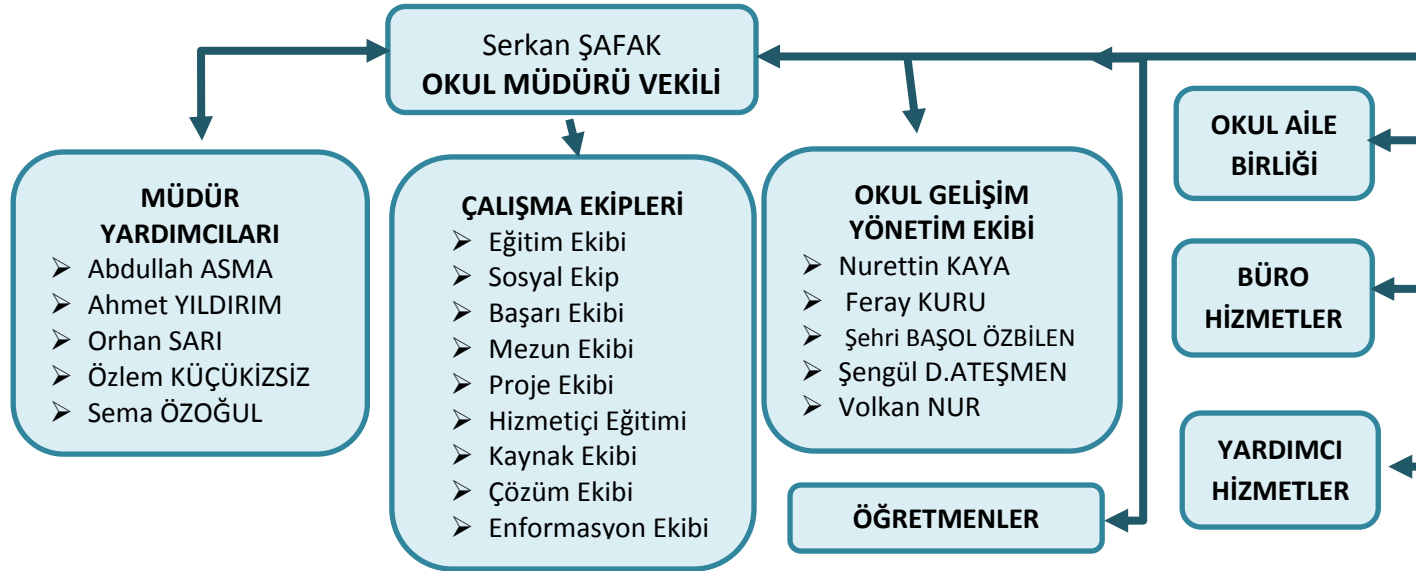 Serkan ŞAFAK
OKUL MÜDÜRÜ VEKİLİ
MÜDÜR
YARDIMCILARI
➢ Abdullah ASMA
➢ Ahmet YILDIRIM
➢ Orhan SARI
➢ Özlem KÜÇÜKİZSİZ
➢ Sema ÖZOĞUL
ÇALIŞMA EKİPLERİ
➢ Eğitim Ekibi
➢ Sosyal Ekip
➢ Başarı Ekibi
➢ Mezun Ekibi
➢ Proje Ekibi
➢ Hizmetiçi Eğitimi
➢ Kaynak Ekibi
➢ Çözüm Ekibi
➢ Enformasyon Ekibi
OKUL GELİŞİM
YÖNETİM EKİBİ
➢ Nurettin KAYA
➢ Feray KURU
➢ Şehri BAŞOL ÖZBİLEN
➢ Şengül D.ATEŞMEN
➢ Volkan NUR
ÖĞRETMENLER
OKUL AİLE
BİRLİĞİ
BÜRO
HİZMETLER
YARDIMCI
HİZMETLER